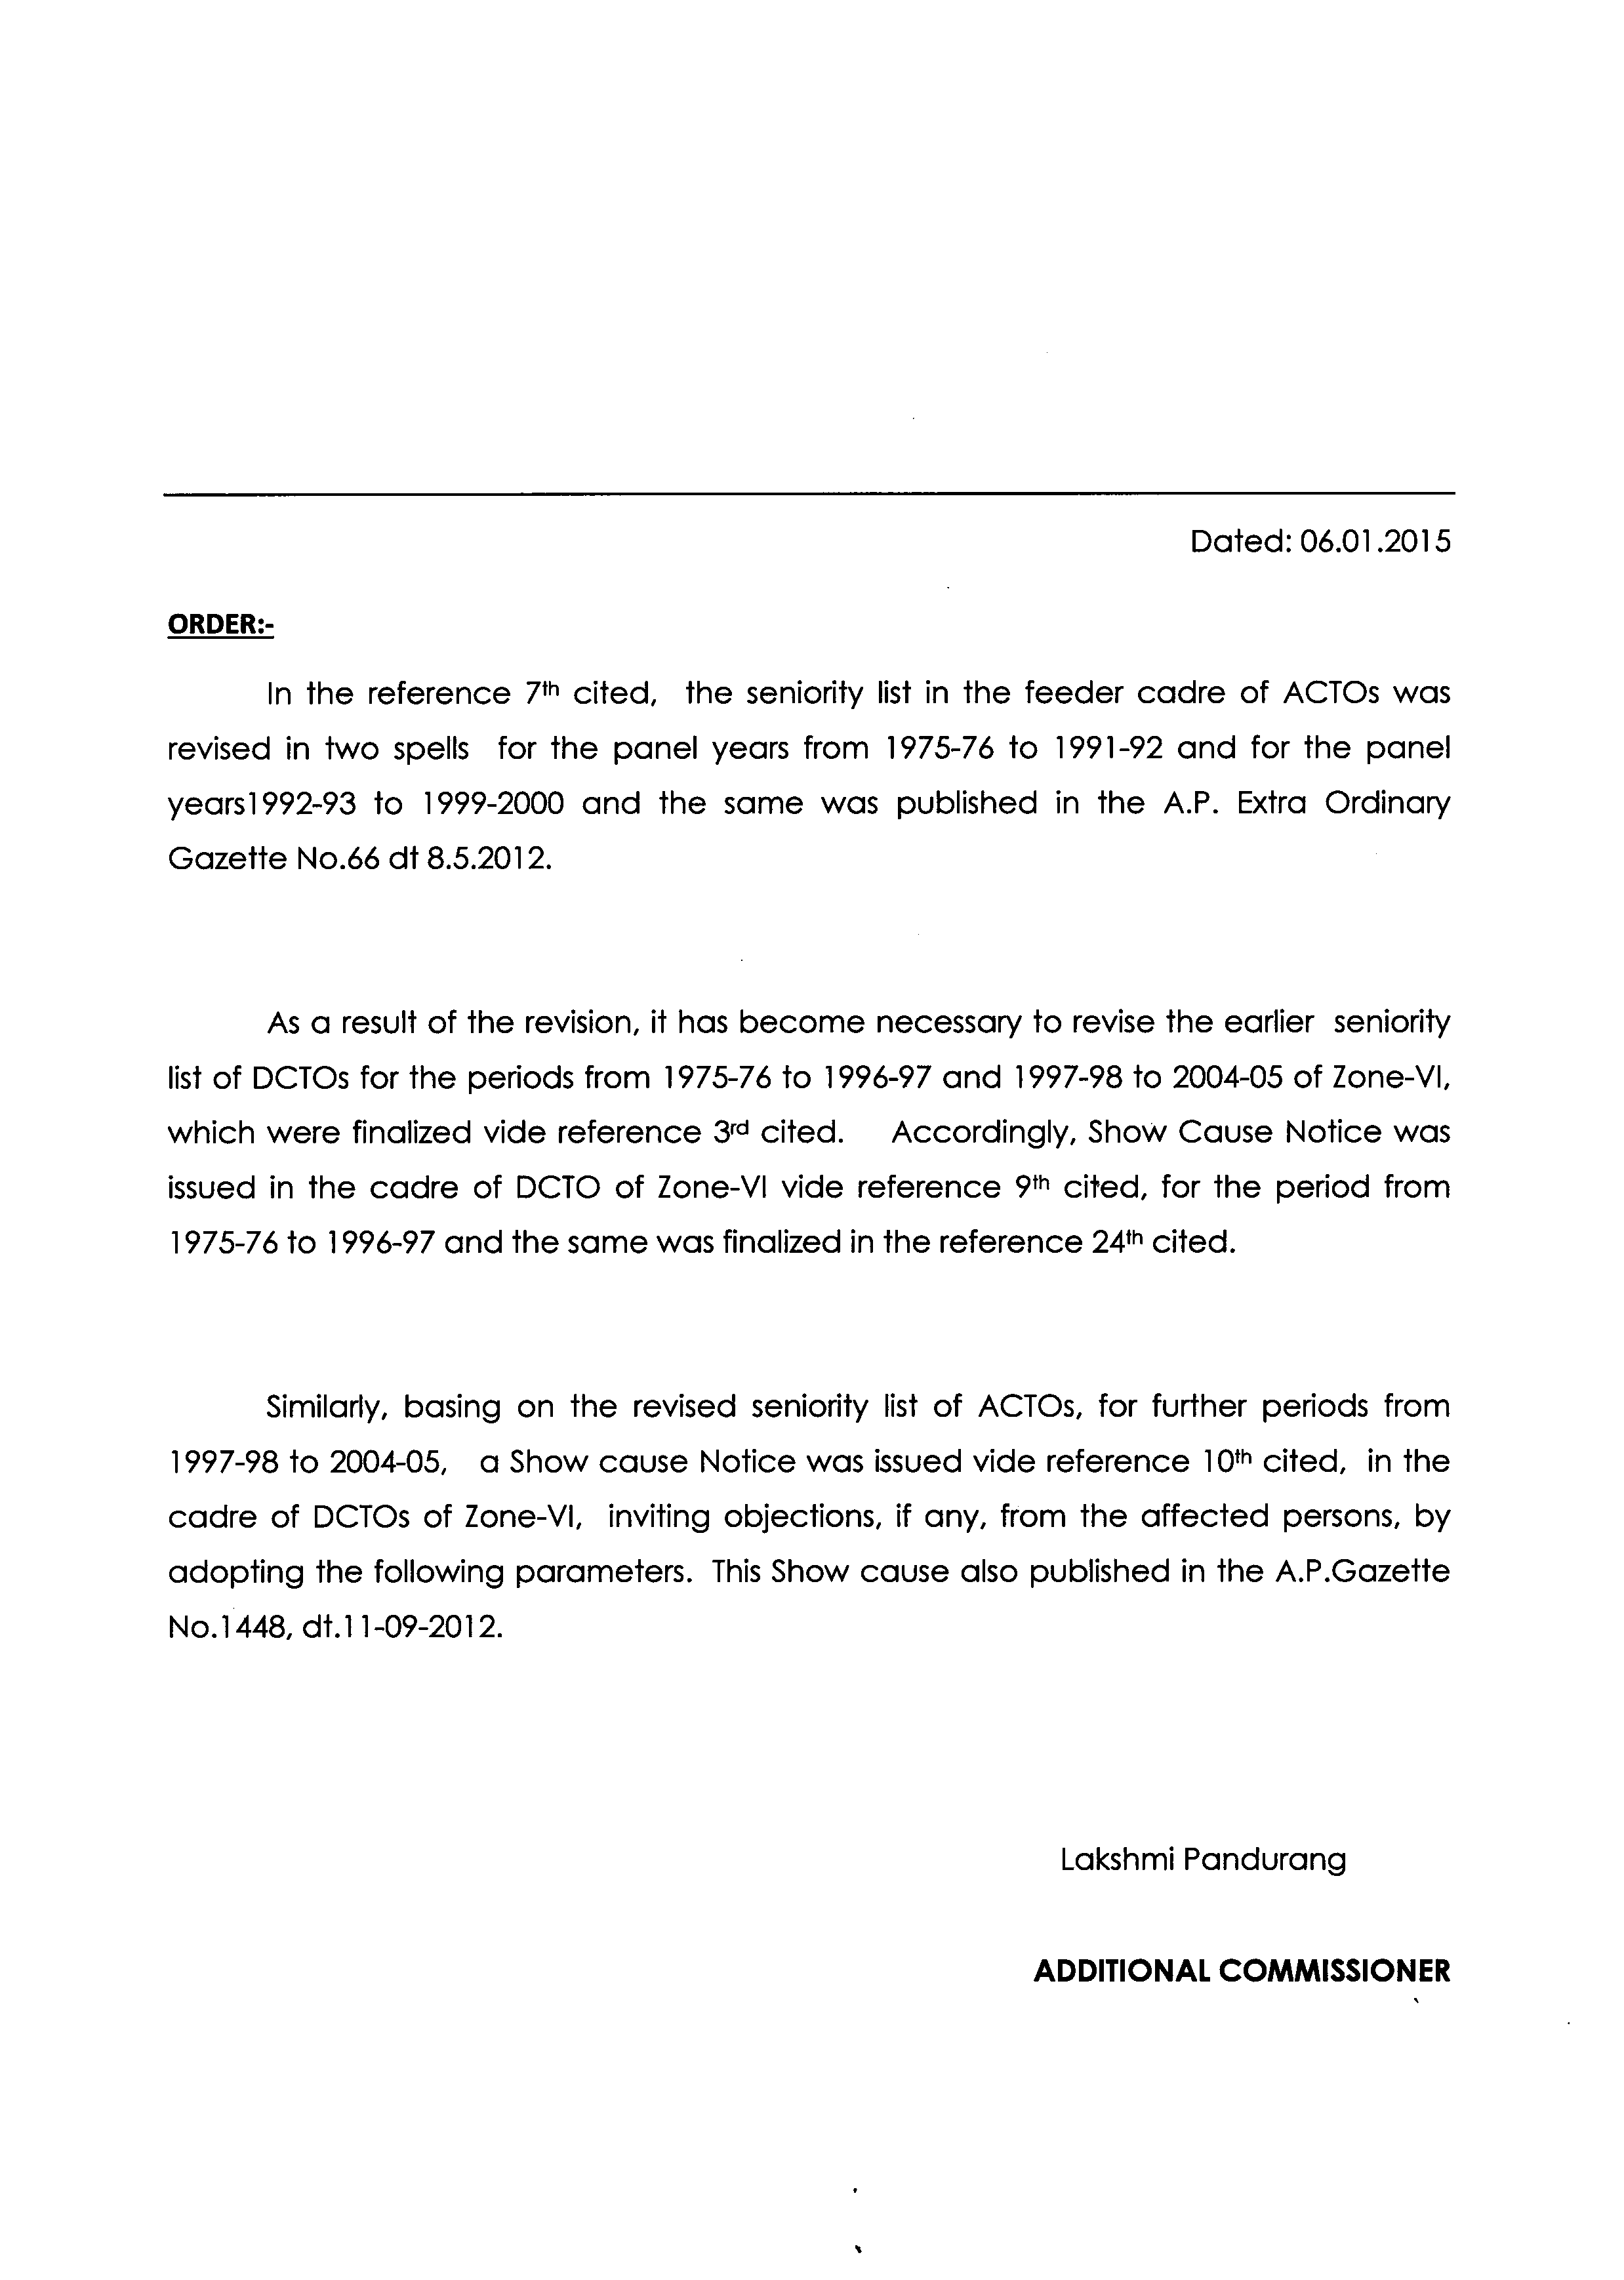 Dated: 06.01.2015
ORDER:-
In the reference 7th cited, the seniority list in the feeder cadre of ACTOs was
revised in two spells for the panel years from 1975-76 to 1991-92 and for the panel
years1992-93 to 1999-2000 and the same was published in the A.P. Extra Ordinary
Gazette No.66 dt 8.5.2012.
As a result of the revision, it has become necessary to revise the earlier seniority
list of DCTOs for the periods from 1975-76 to 1996-97 and 1997-98 to 2004-05 of Zone-VI,
which were finalized vide reference 3rd cited. Accordingly, Show Cause Notice was
issued in the cadre of DCTO of Zone-VI vide reference 9th cited, for the period from
1975-76 to 1996-97 and the same was finalized in the reference 24th cited.
Similarly, basing on the revised seniority list of ACTOs, for further periods from
1997-98 to 2004-05, a Show cause Notice was issued vide reference 10th cited, in the
cadre of DCTOs of Zone-VI, inviting objections, if any, from the affected persons, by
adopting the following parameters. This Show cause also published in the A.P.Gazette
No.1448, dt.11-09-2012.
Lakshmi Pandurang
ADDITIONAL COMMISSIONER